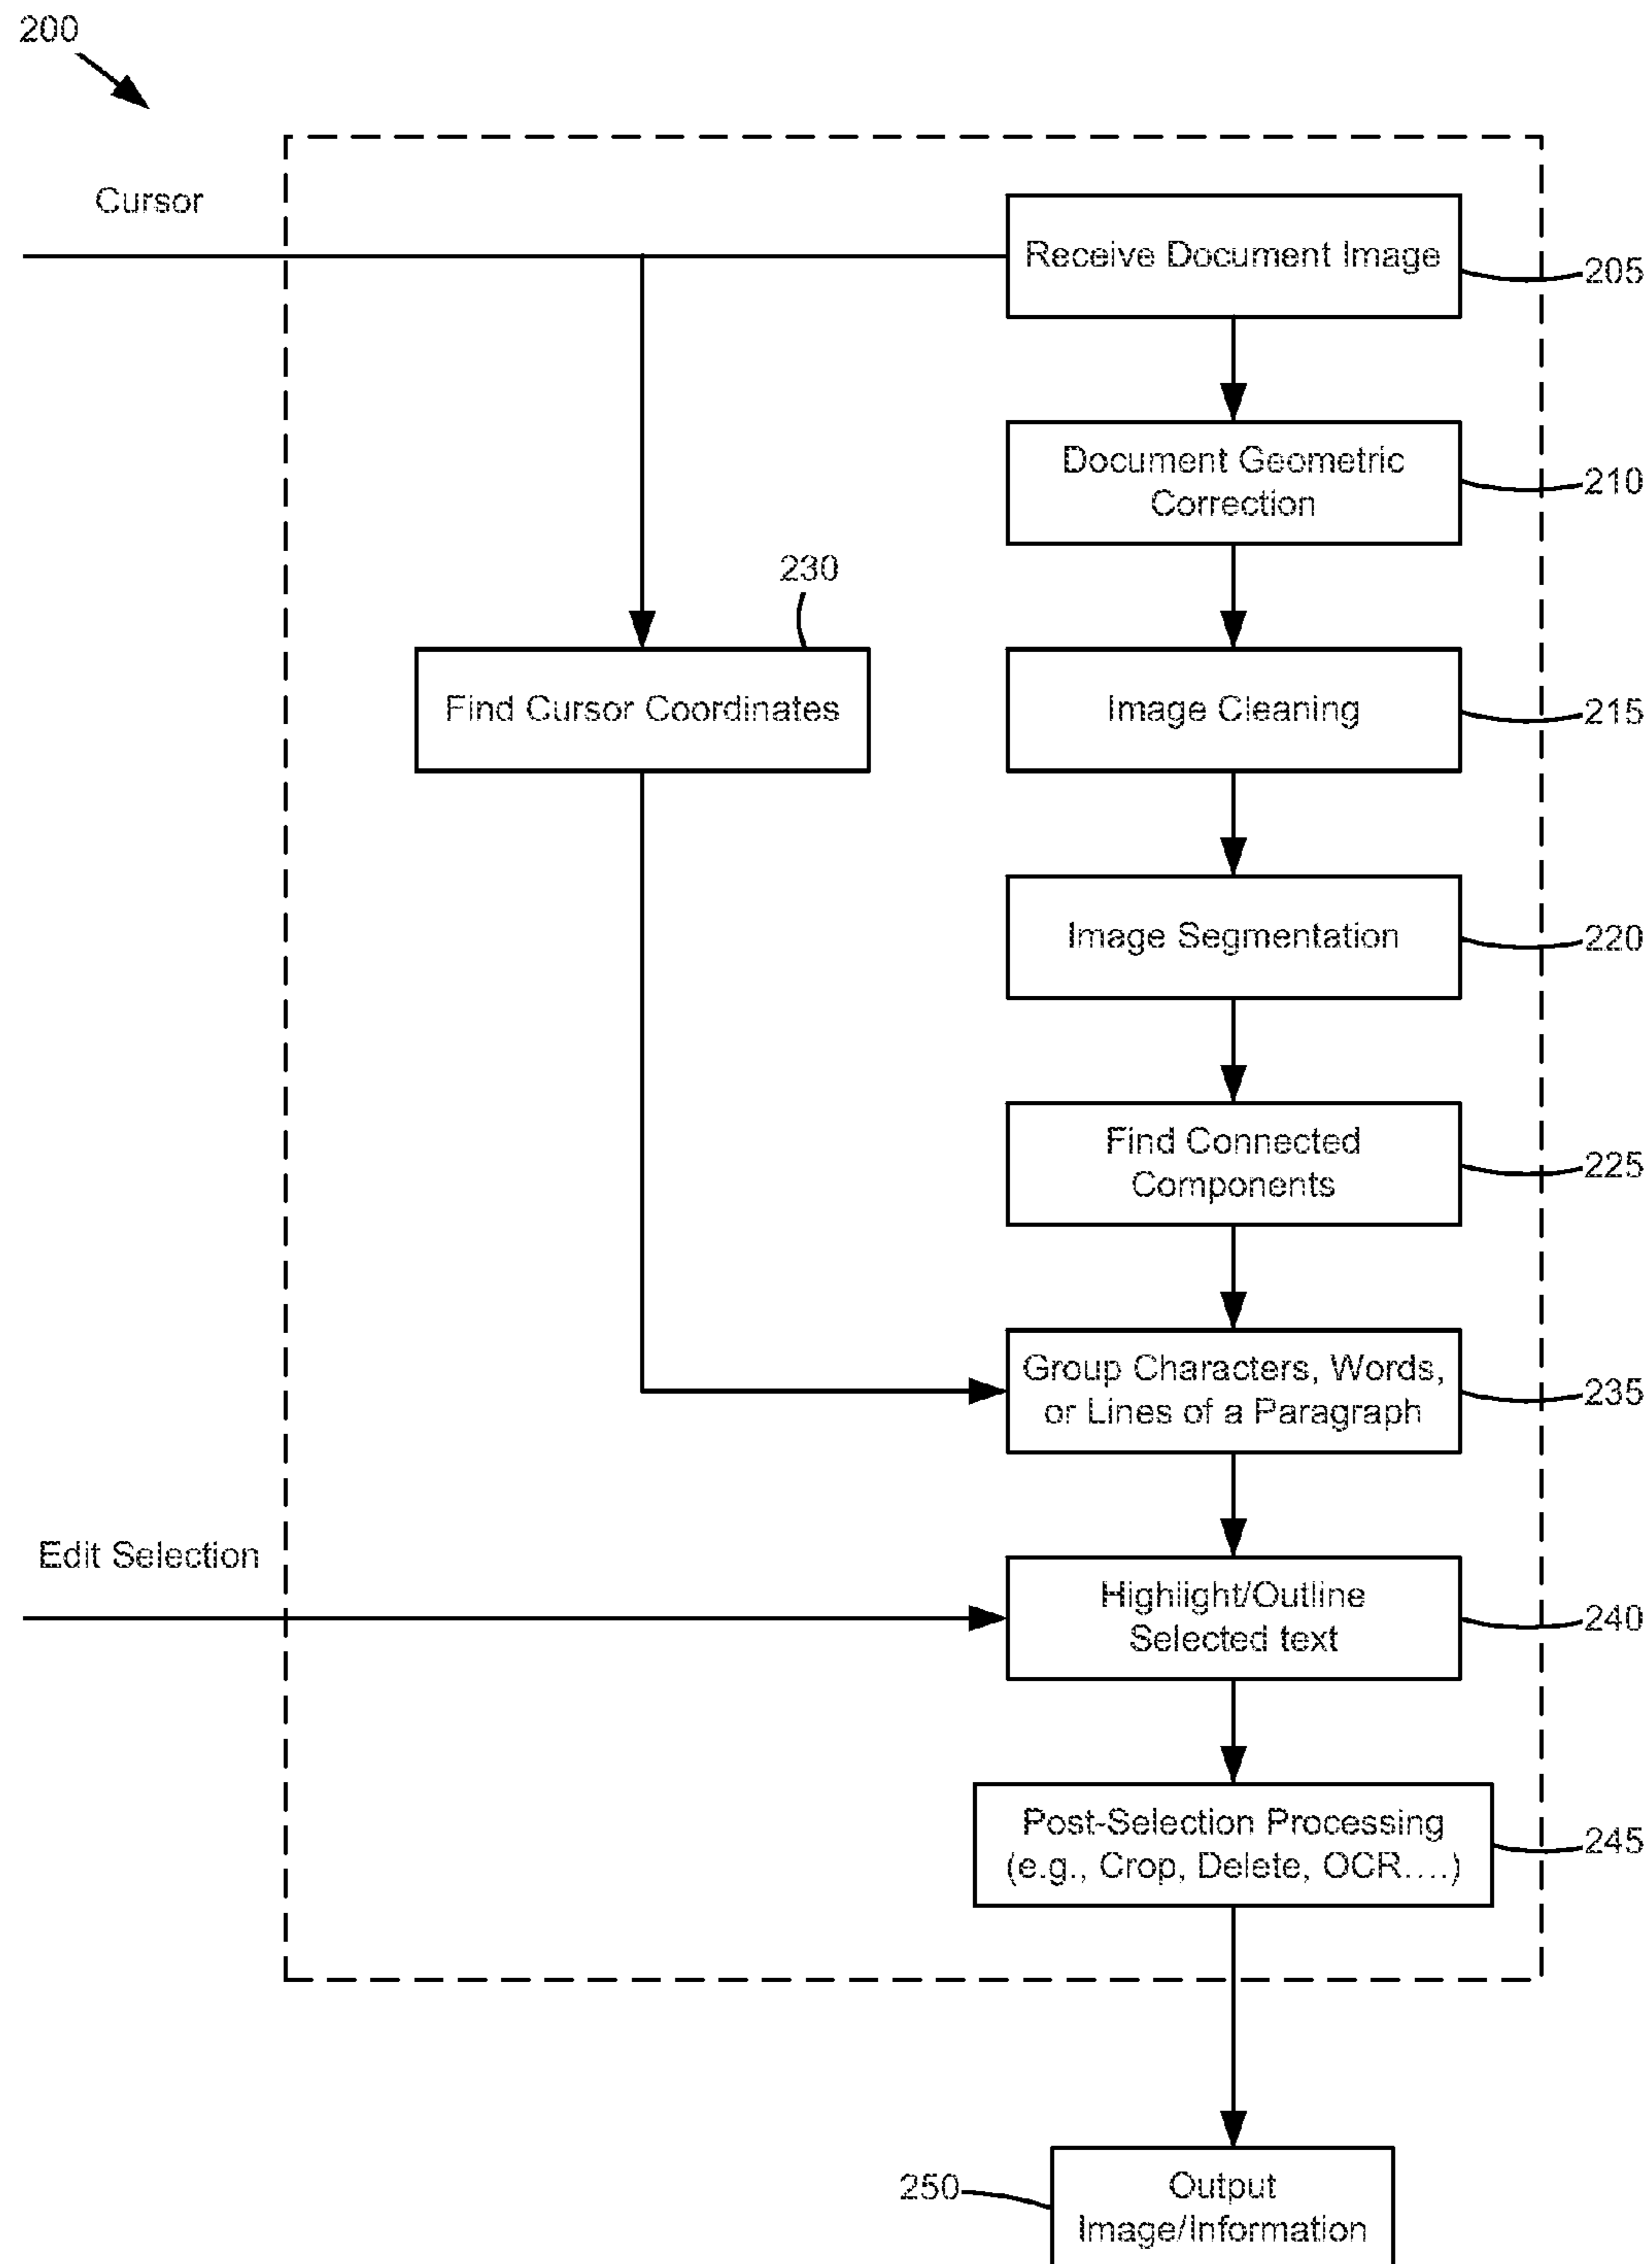 200
Cursor
Receive Document Image
205
Document Geometric
Correction
210
230
Find Cursor Coordinates
Image Cleaning
215
Image Segmentation
220
Find Connected
Components
225
Group Characters, Words,
or Lines of a Paragraph
235
Edit Selection
Highlight/Outline
Selected text
240
Post-Selection Processing
(e.g., Crop, Delete, OCR....)
245
250
Output
Image/Information